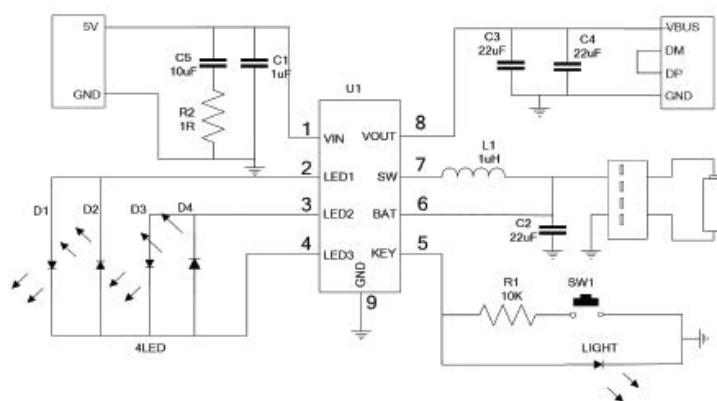 5V
GND
C5
10uF
C1
1uF
R2
1R
U1
C3
22uF
C4
22uF
VBUS
DM
DP
GND
1
VIN
VOUT
8
2
LED1
SW
7
L1
1uH
3
LED2
BAT
6
C2
22uF
4
LED3
KEY
5
GND
9
D1
D2
D3
D4
4LED
R1
10K
SW1
LIGHT